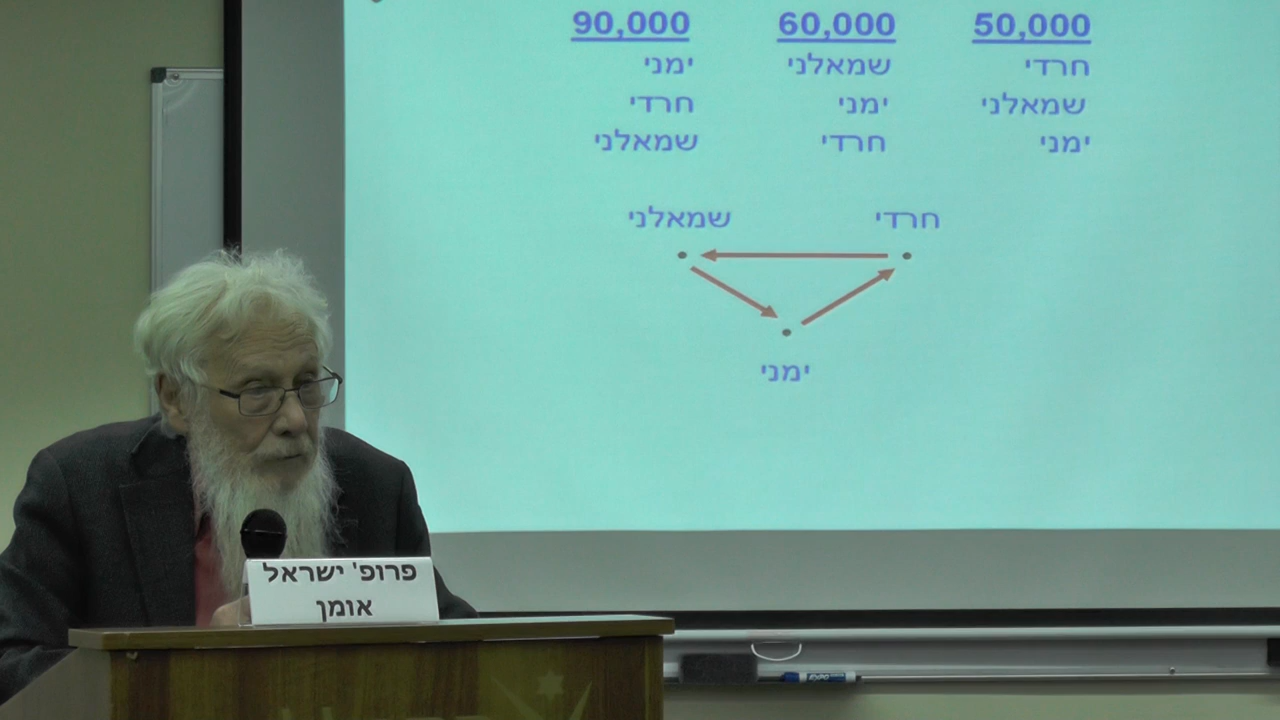 50,000 60,000 90,000
חרדי שמאלני ימני
שמאלני ימני חרדי
ימני חרדי שמאלני
חרדי שמאלני
ימני
פרופ' ישראל
אומן
EXPO